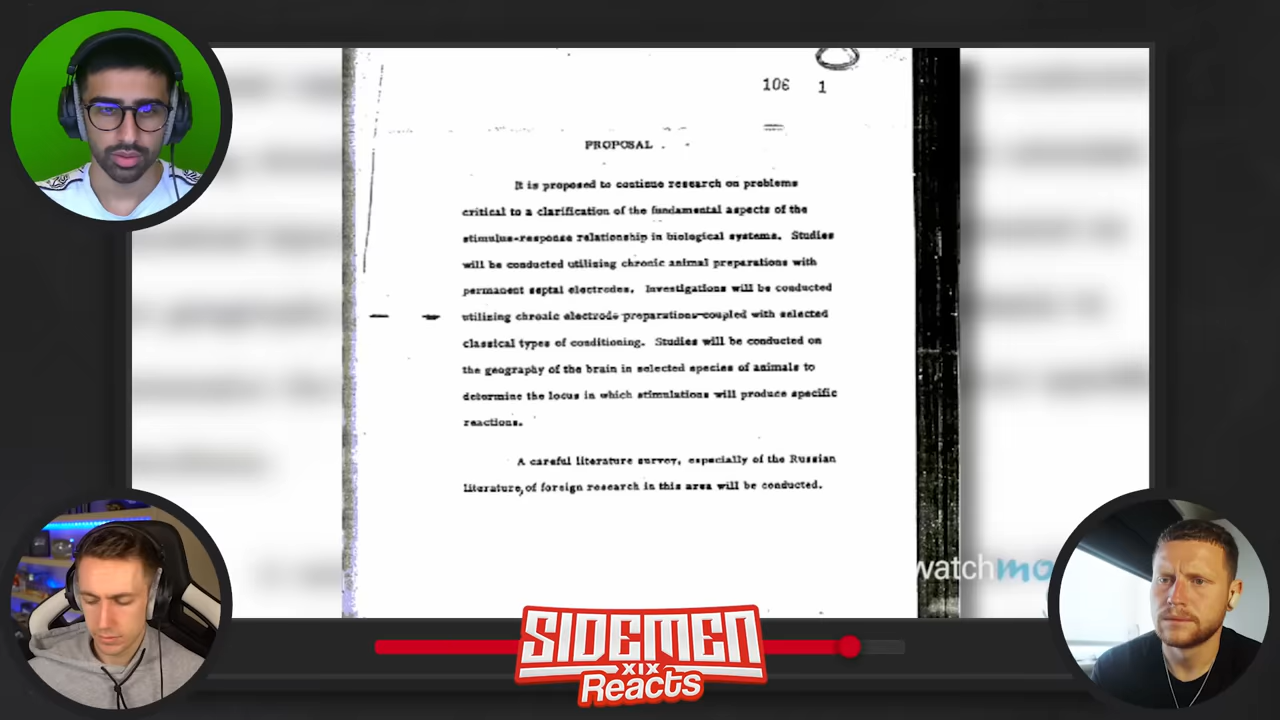 106 1
PROPOSAL
It is proposed to continue research on problems
critical to a clarification of the fundamental aspects of the
stimulus-response relationship in biological systems. Studies
will be conducted utilizing chronic animal preparations with
permanent septal electrodes. Investigations will be conducted
utilizing chronic electrode preparations coupled with selected
classical types of conditioning. Studies will be conducted on
the geography of the brain in selected species of animals to
determine the locus in which stimulations will produce specific
reactions.
A careful literature survey, especially of the Russian
literature, of foreign research in this area will be conducted.
watchmo
SIDEMEN
XIX
Reacts